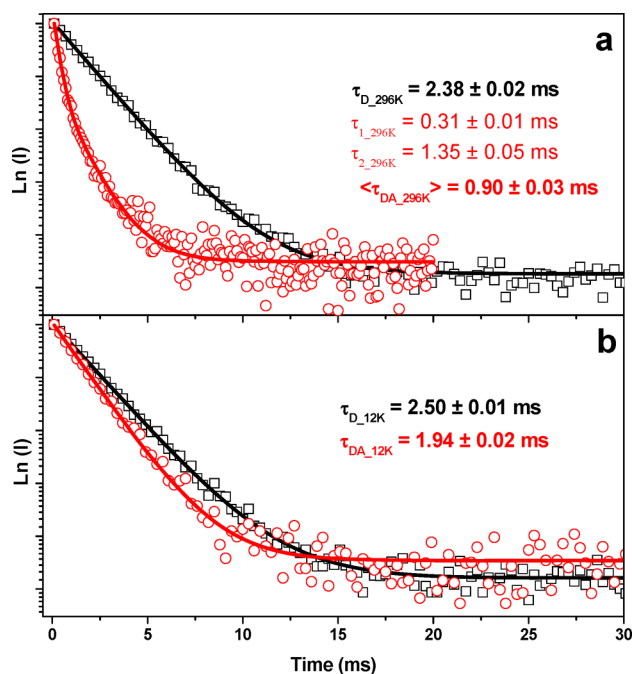 a
τD_296K = 2.38 ± 0.02 ms
τ1_296K = 0.31 ± 0.01 ms
τ2_296K = 1.35 ± 0.05 ms
<τDA_296K> = 0.90 ± 0.03 ms
Ln (I)
b
τD_12K = 2.50 ± 0.01 ms
τDA_12K = 1.94 ± 0.02 ms
Ln (I)
0 5 10 15 20 25 30
Time (ms)